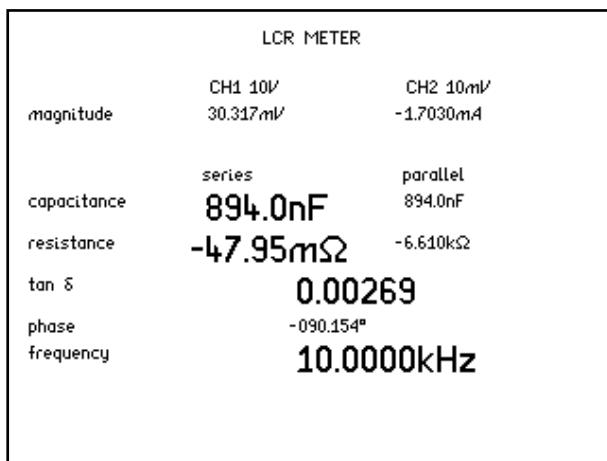 LCR METER
CH1 10V CH2 10mV
magnitude 30.317mV -1.7030mA
series parallel
capacitance 894.0nF 894.0nF
resistance -47.95mΩ -6.610kΩ
tan δ 0.00269
phase -090.154°
frequency 10.0000kHz